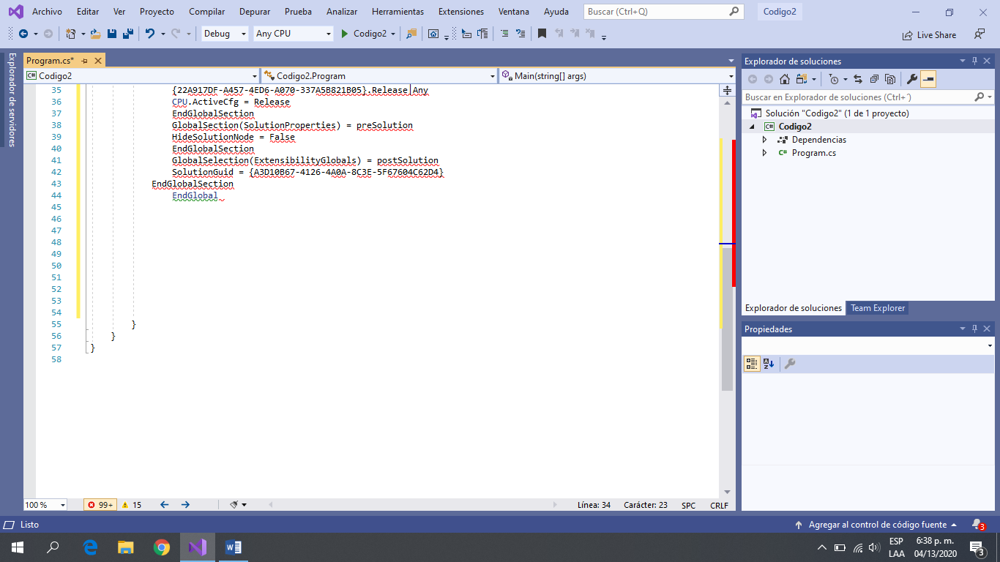 Archivo Editar Ver Proyecto Compilar Depurar Prueba Analizar Herramientas Extensiones Ventana Ayuda Buscar (Ctrl+Q) Codigo2
Debug Any CPU Codigo2 Live Share
Explorador de servidores
Program.cs*
Codigo2 Codigo2.Program Main(string[] args)
35 {22A917DF-A457-4ED6-A070-337A5B821B05}.Release|Any
36 CPU.ActiveCfg = Release
37 EndGlobalSection
38 GlobalSection(SolutionProperties) = preSolution
39 HideSolutionNode = False
40 EndGlobalSection
41 GlobalSelection(ExtensibilityGlobals) = postSolution
42 SolutionGuid = {A3D10B67-4126-4A0A-8C3E-5F67604C62D4}
43 EndGlobalSection
44 EndGlobal
45
46
47
48
49
50
51
52
53
54
55 }
56 }
57 }
58
100 % 99+ 15 Línea: 34 Carácter: 23 SPC CRLF
Explorador de soluciones
Buscar en Explorador de soluciones (Ctrl+´)
Solución "Codigo2" (1 de 1 proyecto)
C# Codigo2
Dependencias
C# Program.cs
Explorador de soluciones Team Explorer
Propiedades
Listo Agregar al control de código fuente 3
ESP 6:38 p. m.
LAA 04/13/2020 3